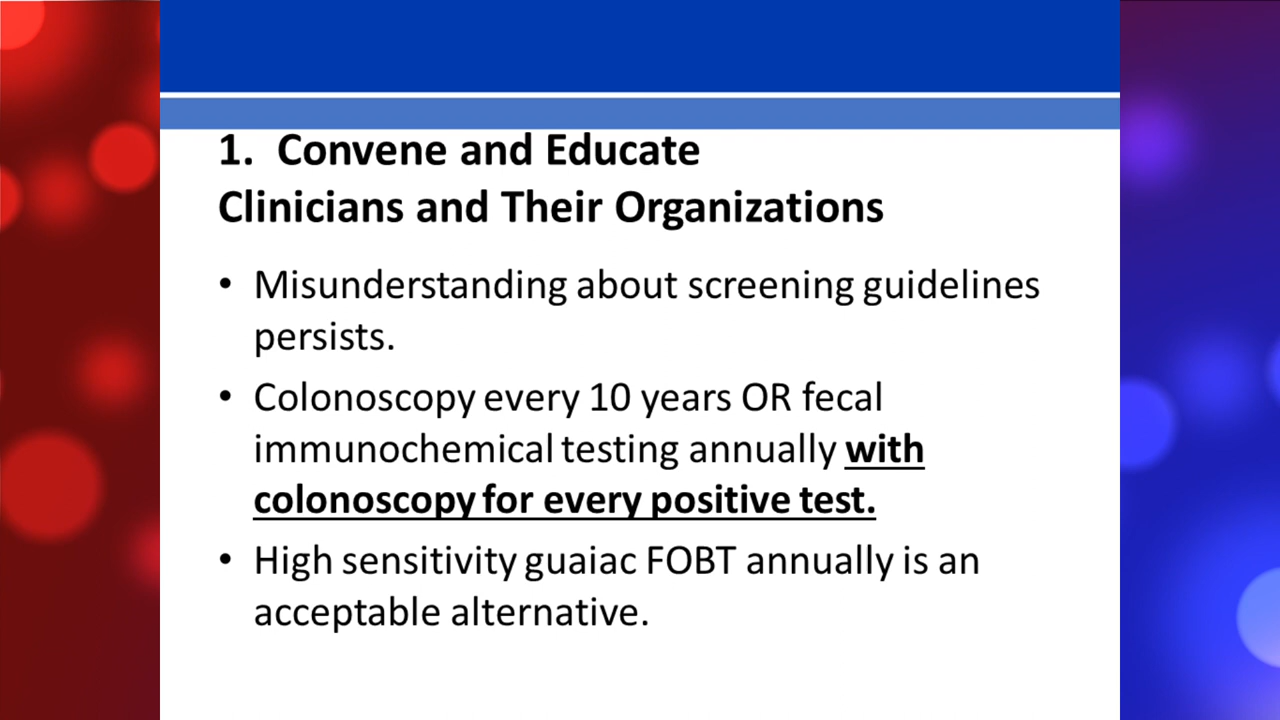 1. Convene and Educate
Clinicians and Their Organizations
• Misunderstanding about screening guidelines
persists.
• Colonoscopy every 10 years OR fecal
immunochemical testing annually with
colonoscopy for every positive test.
• High sensitivity guaiac FOBT annually is an
acceptable alternative.